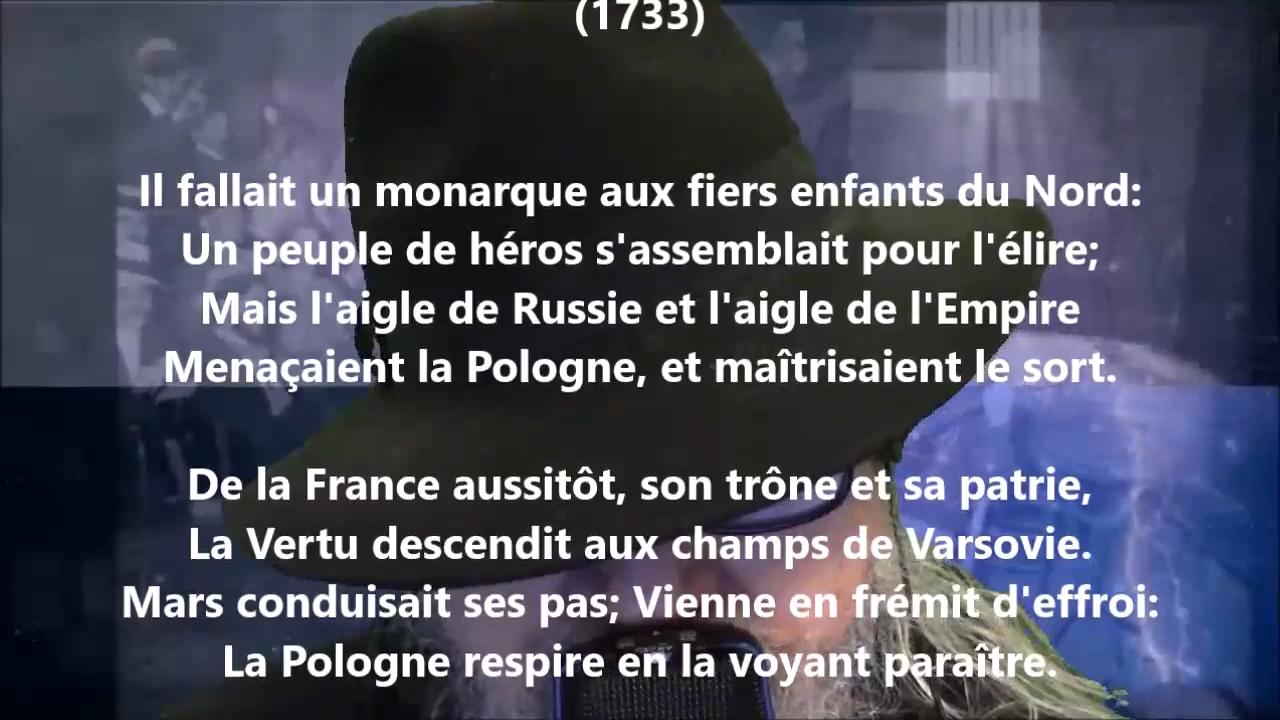 (1733)
Il fallait un monarque aux fiers enfants du Nord:
Un peuple de héros s'assemblait pour l'élire;
Mais l'aigle de Russie et l'aigle de l'Empire
Menaçaient la Pologne, et maîtrisaient le sort.
De la France aussitôt, son trône et sa patrie,
La Vertu descendit aux champs de Varsovie.
Mars conduisait ses pas; Vienne en frémit d'effroi:
La Pologne respire en la voyant paraître.